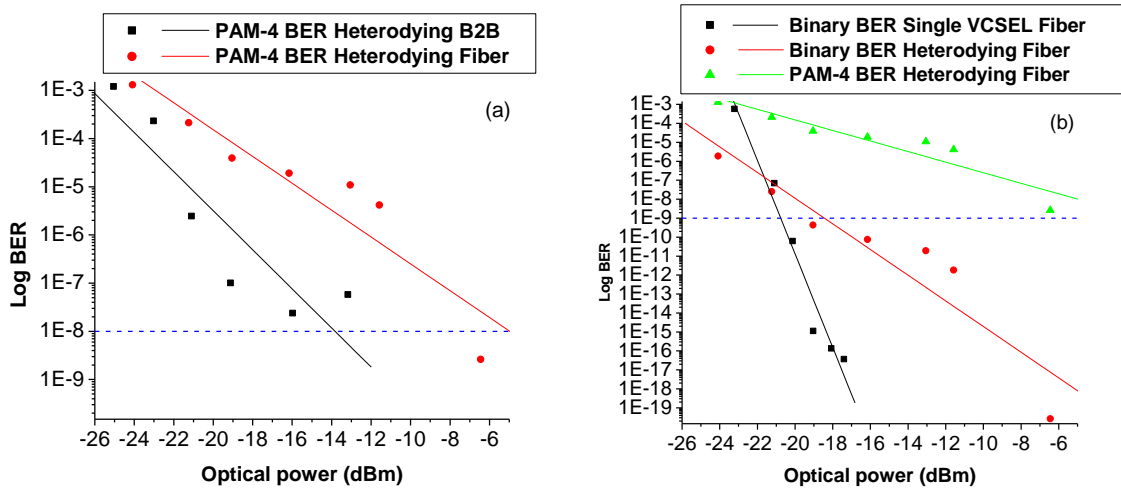 PAM-4 BER Heterodying B2B
PAM-4 BER Heterodying Fiber
(a)
1E-3
1E-4
1E-5
1E-6
1E-7
1E-8
1E-9
Log BER
-26 -24 -22 -20 -18 -16 -14 -12 -10 -8 -6
Optical power (dBm)
Binary BER Single VCSEL Fiber
Binary BER Heterodying Fiber
PAM-4 BER Heterodying Fiber
(b)
1E-3
1E-4
1E-5
1E-6
1E-7
1E-8
1E-9
1E-10
1E-11
1E-12
1E-13
1E-14
1E-15
1E-16
1E-17
1E-18
1E-19
Log BER
-26 -24 -22 -20 -18 -16 -14 -12 -10 -8 -6
Optical power (dBm)